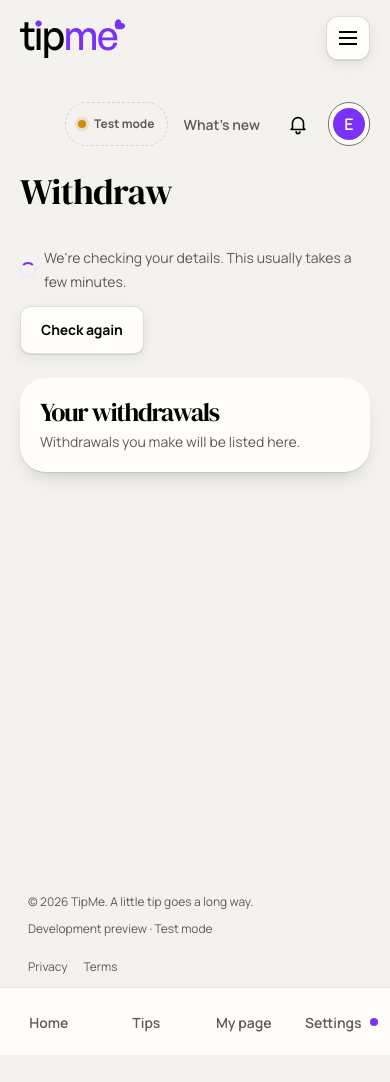 tipme
Test mode
What's new
E
Withdraw
We're checking your details. This usually takes a
few minutes.
Check again
Your withdrawals
Withdrawals you make will be listed here.
© 2026 TipMe. A little tip goes a long way.
Development preview · Test mode
Privacy Terms
Home Tips My page Settings